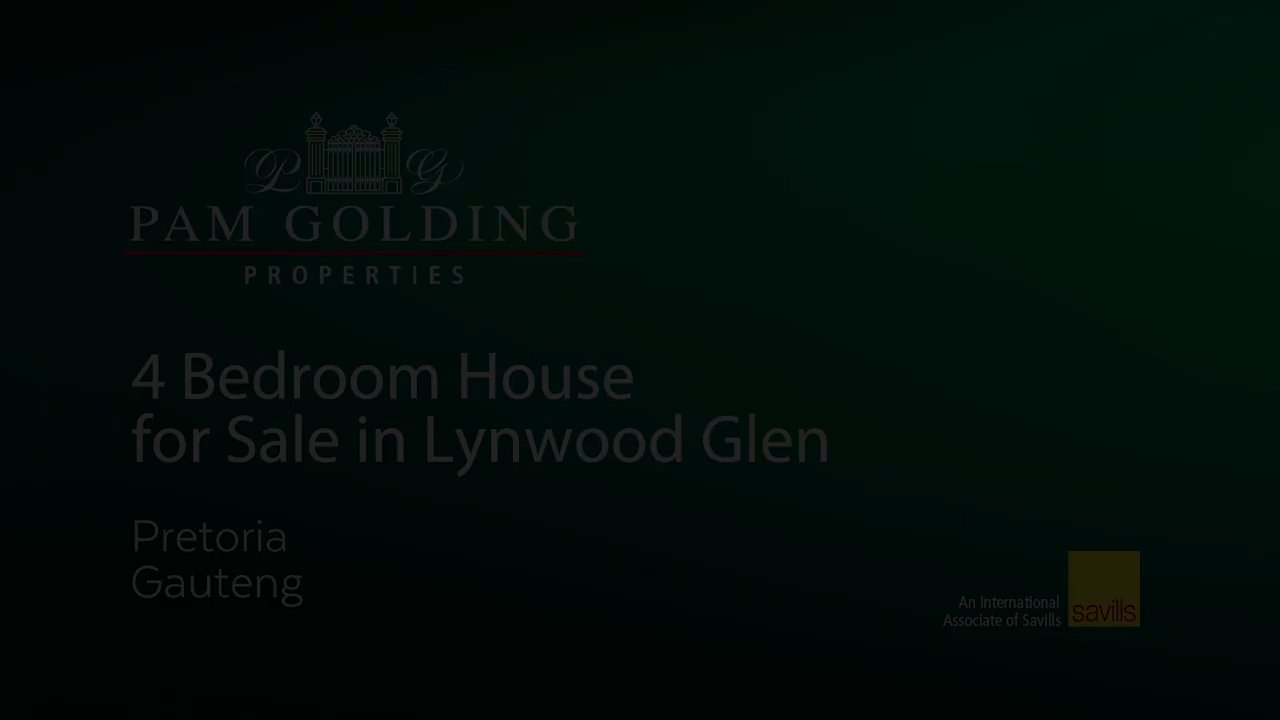 P G
PAM GOLDING
PROPERTIES
4 Bedroom House
for Sale in Lynwood Glen
Pretoria
Gauteng
An International
Associate of Savills
savills